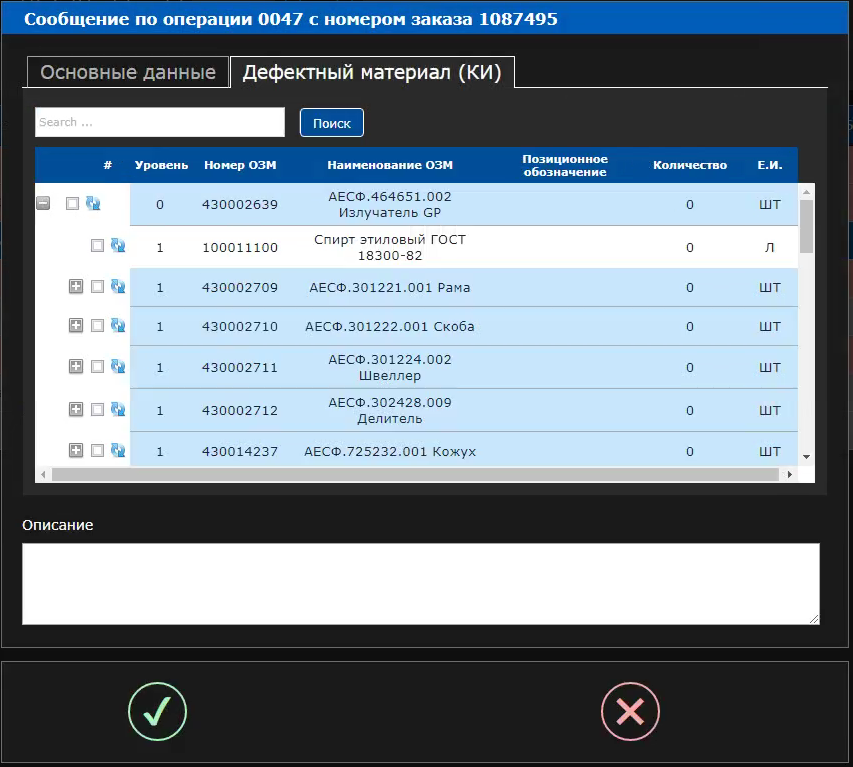 Сообщение по операции 0047 с номером заказа 1087495
Основные данные Дефектный материал (КИ)
Search ... Поиск
# Уровень Номер ОЗМ Наименование ОЗМ Позиционное обозначение Количество Е.И.
0 430002639 АЕСФ.464651.002 Излучатель GP 0 ШТ
1 100011100 Спирт этиловый ГОСТ 18300-82 0 Л
1 430002709 АЕСФ.301221.001 Рама 0 ШТ
1 430002710 АЕСФ.301222.001 Скоба 0 ШТ
1 430002711 АЕСФ.301224.002 Швеллер 0 ШТ
1 430002712 АЕСФ.302428.009 Делитель 0 ШТ
1 430014237 АЕСФ.725232.001 Кожух 0 ШТ
Описание